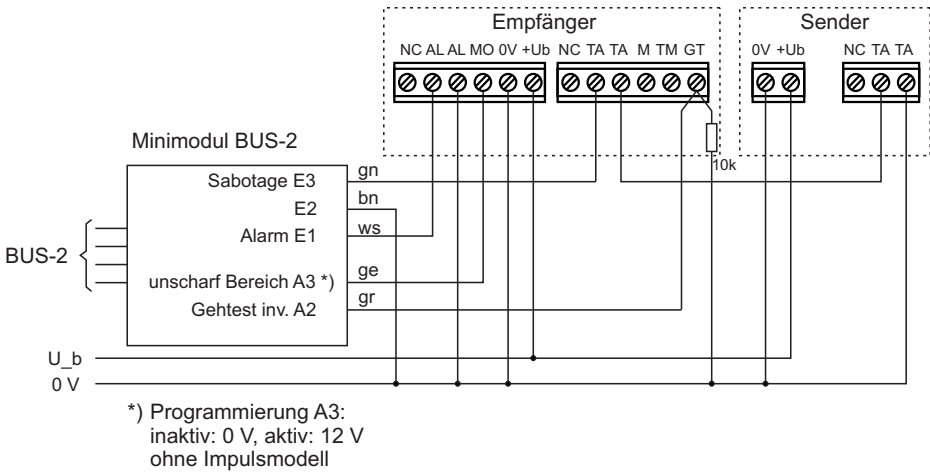 Empfänger
Sender
NC AL AL MO 0V +Ub NC TA TA M TM GT
0V +Ub NC TA TA
10k
Minimodul BUS-2
Sabotage E3 gn
E2 bn
Alarm E1 ws
BUS-2
unscharf Bereich A3 *) ge
Gehtest inv. A2 gr
U_b
0 V
*) Programmierung A3:
inaktiv: 0 V, aktiv: 12 V
ohne Impulsmodell